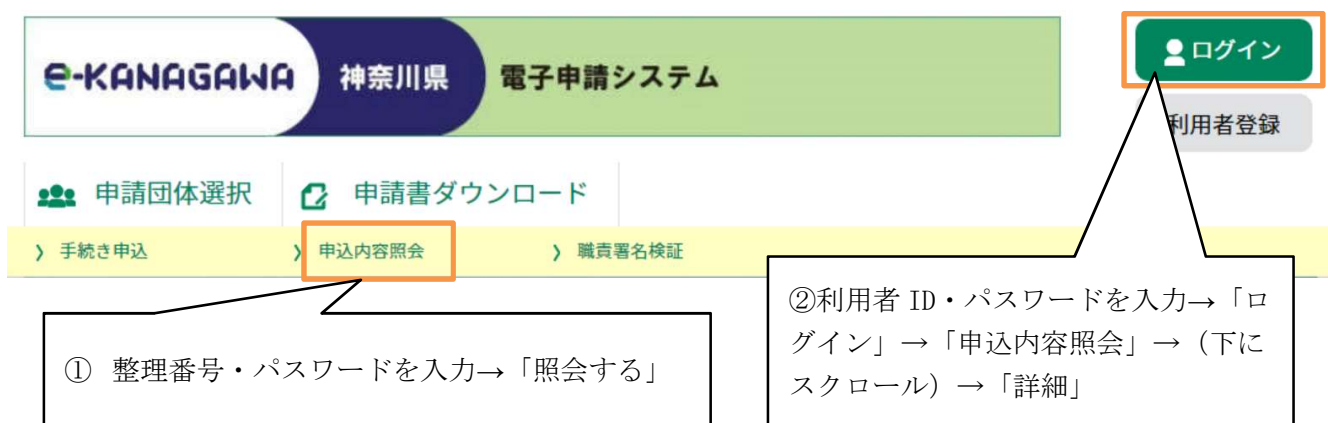 e-KANAGAWA 神奈川県 電子申請システム
ログイン
利用者登録
申請団体選択 申請書ダウンロード
手続き申込 申込内容照会 職責署名検証
① 整理番号・パスワードを入力→「照会する」
②利用者 ID・パスワードを入力→「ロ
グイン」→「申込内容照会」→（下に
スクロール）→「詳細」